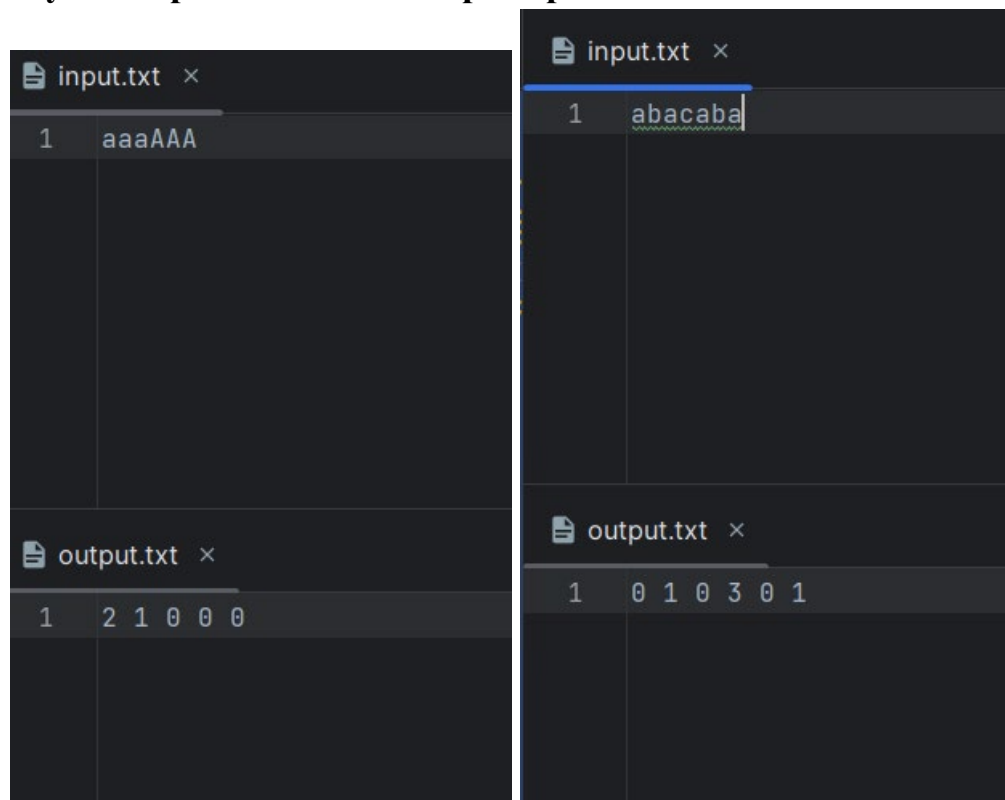 input.txt
1 aaaAAA
output.txt
1 2 1 0 0 0
input.txt
1 abacaba
output.txt
1 0 1 0 3 0 1